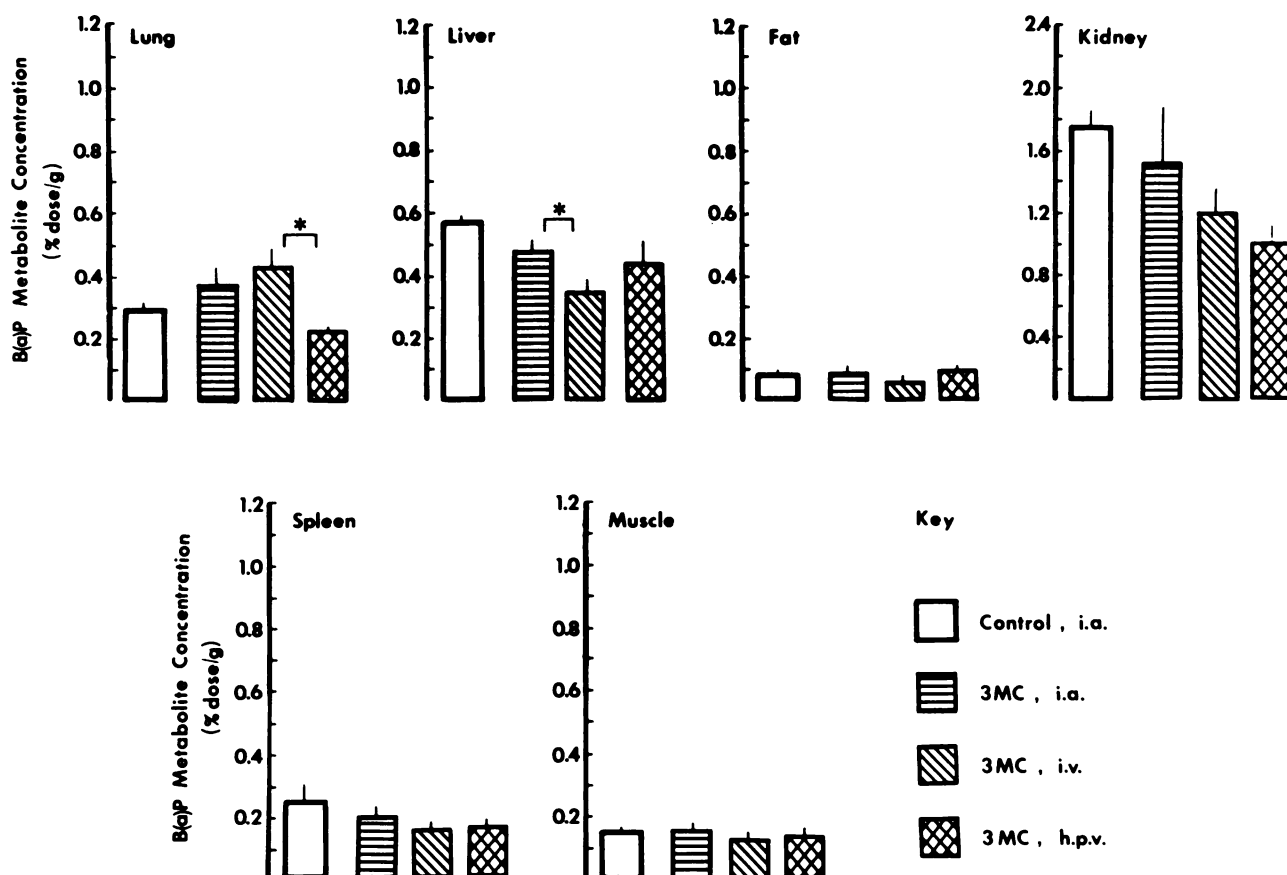 Lung
Liver
Fat
Kidney
B(a)P Metabolite Concentration
(% dose/g)
1.2
1.0
0.8
0.6
0.4
0.2
*
1.2
1.0
0.8
0.6
0.4
0.2
*
1.2
1.0
0.8
0.6
0.4
0.2
2.4
2.0
1.6
1.2
0.8
0.4
Spleen
Muscle
Key
B(a)P Metabolite Concentration
(% dose/g)
1.2
1.0
0.8
0.6
0.4
0.2
1.2
1.0
0.8
0.6
0.4
0.2
Control , i.a.
3MC , i.a.
3MC , i.v.
3MC , h.p.v.